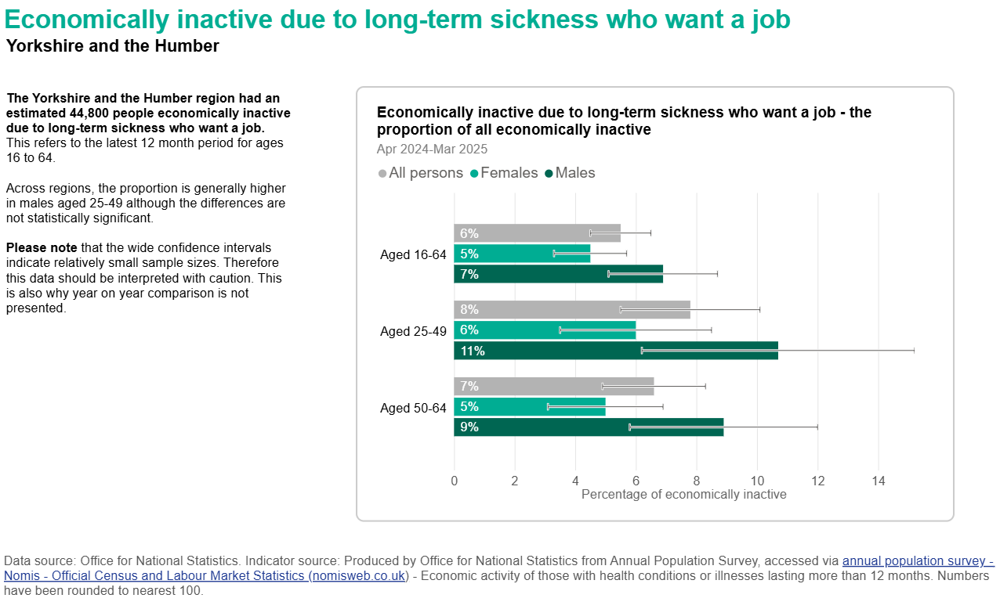 Economically inactive due to long-term sickness who want a job
Yorkshire and the Humber
The Yorkshire and the Humber region had an
estimated 44,800 people economically inactive
due to long-term sickness who want a job.
This refers to the latest 12 month period for ages
16 to 64.
Across regions, the proportion is generally higher
in males aged 25-49 although the differences are
not statistically significant.
Please note that the wide confidence intervals
indicate relatively small sample sizes. Therefore
this data should be interpreted with caution. This
is also why year on year comparison is not
presented.
Economically inactive due to long-term sickness who want a job - the
proportion of all economically inactive
Apr 2024-Mar 2025
All persons Females Males
6%
Aged 16-64 5%
7%
8%
Aged 25-49 6%
11%
7%
Aged 50-64 5%
9%
0 2 4 6 8 10 12 14
Percentage of economically inactive
Data source: Office for National Statistics. Indicator source: Produced by Office for National Statistics from Annual Population Survey, accessed via annual population survey -
Nomis - Official Census and Labour Market Statistics (nomisweb.co.uk) - Economic activity of those with health conditions or illnesses lasting more than 12 months. Numbers
have been rounded to nearest 100.